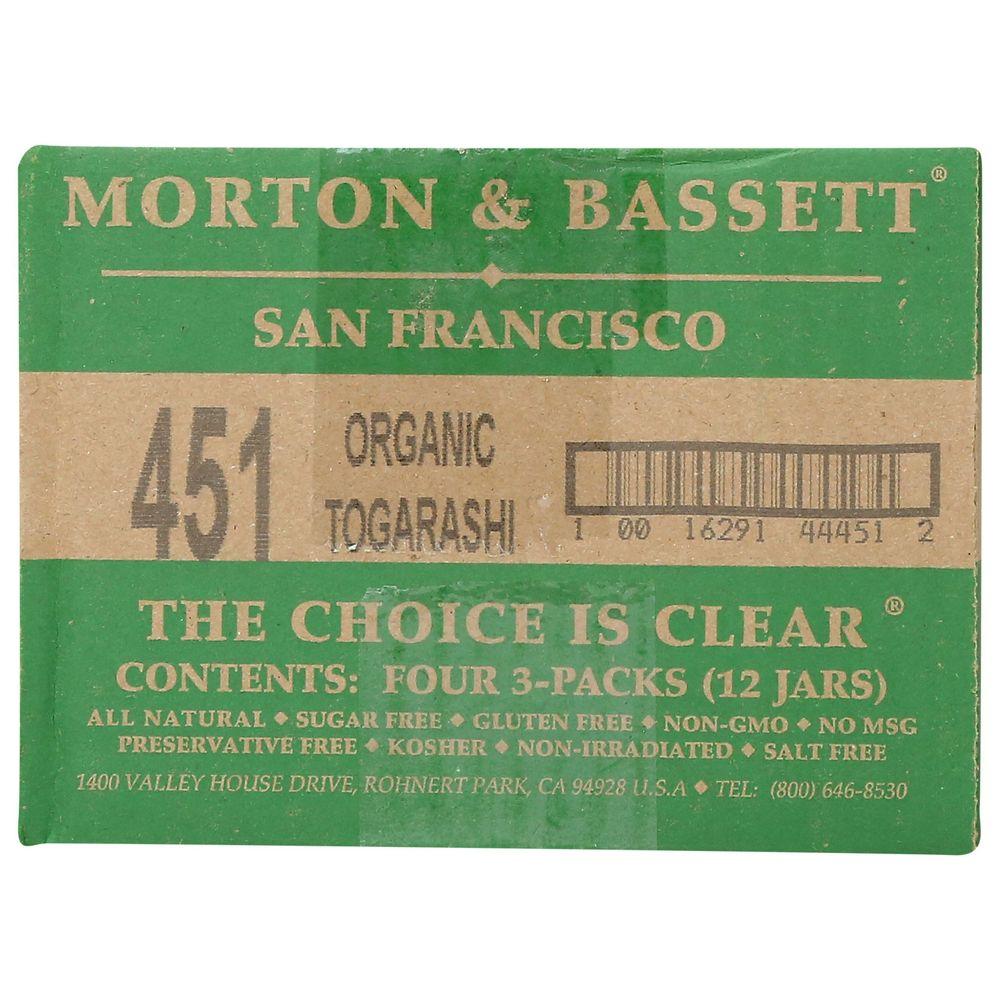 MORTON & BASSETT®
SAN FRANCISCO
451
ORGANIC
TOGARASHI
1 00 16291 44451 2
THE CHOICE IS CLEAR®
CONTENTS: FOUR 3-PACKS (12 JARS)
ALL NATURAL ◆ SUGAR FREE ◆ GLUTEN FREE ◆ NON-GMO ◆ NO MSG
PRESERVATIVE FREE ◆ KOSHER ◆ NON-IRRADIATED ◆ SALT FREE
1400 VALLEY HOUSE DRIVE, ROHNERT PARK, CA 94928 U.S.A ◆ TEL: (800) 646-8530